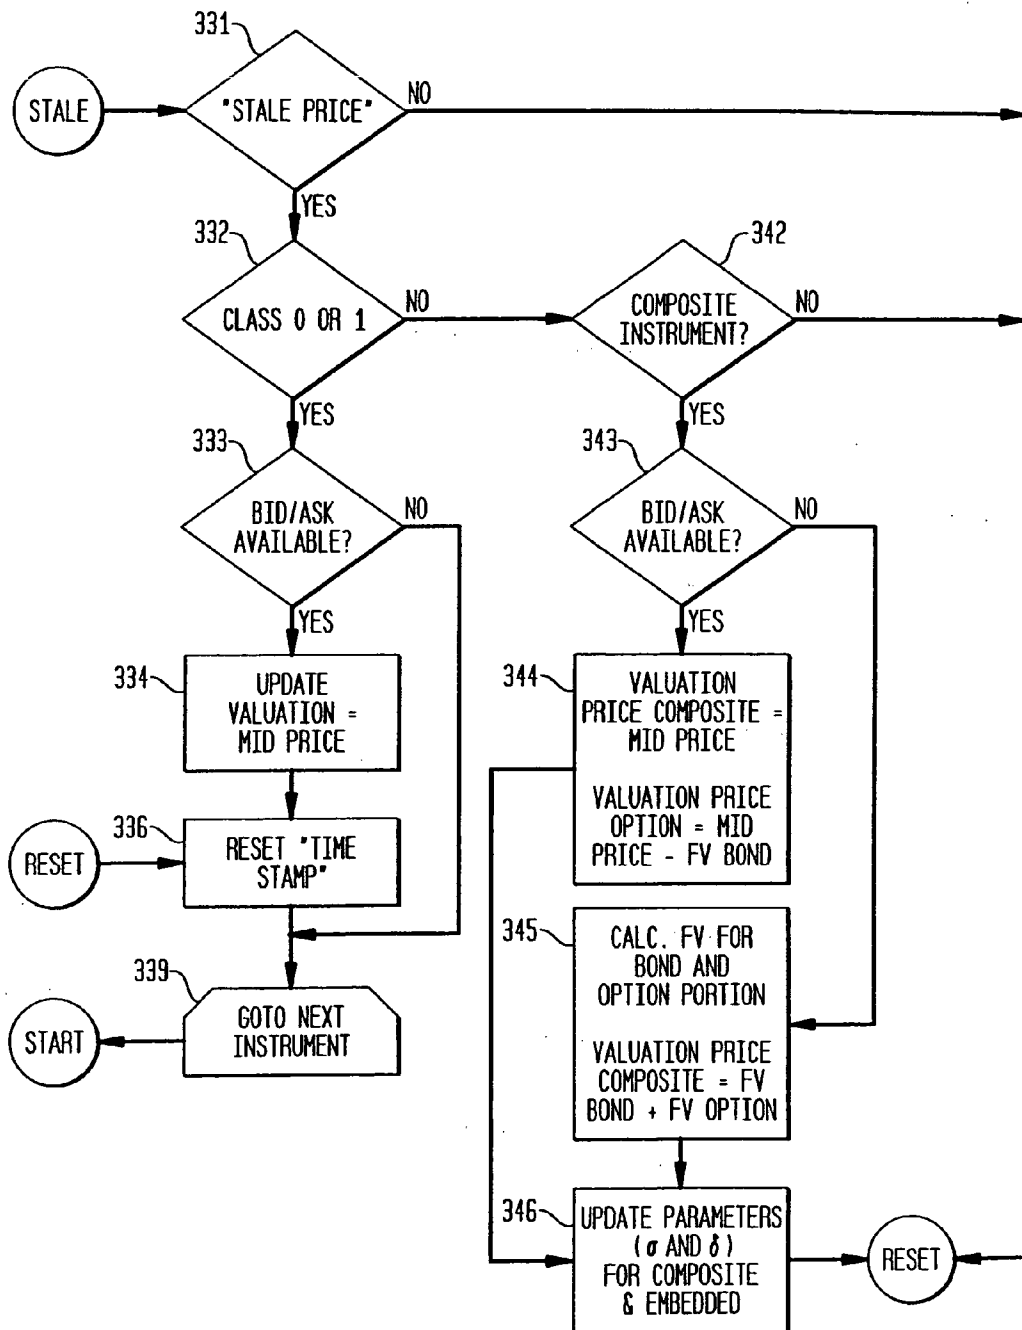 331
STALE
"STALE PRICE"
NO
YES
332
CLASS 0 OR 1
NO
342
COMPOSITE
INSTRUMENT?
NO
YES
YES
333
BID/ASK
AVAILABLE?
NO
343
BID/ASK
AVAILABLE?
NO
YES
YES
334
UPDATE
VALUATION =
MID PRICE
344
VALUATION
PRICE COMPOSITE =
MID PRICE
VALUATION PRICE
OPTION = MID
PRICE - FV BOND
336
RESET
RESET "TIME
STAMP"
345
CALC. FV FOR
BOND AND
OPTION PORTION
VALUATION PRICE
COMPOSITE = FV
BOND + FV OPTION
339
START
GOTO NEXT
INSTRUMENT
346
UPDATE PARAMETERS
(σ AND δ)
FOR COMPOSITE
& EMBEDDED
RESET